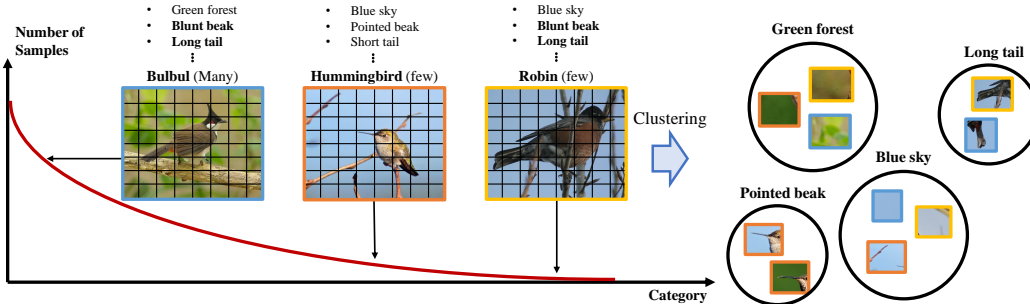 Number of
Samples
• Green forest
• Blunt beak
• Long tail
⋮
Bulbul (Many)
• Blue sky
• Pointed beak
• Short tail
⋮
Hummingbird (few)
• Blue sky
• Blunt beak
• Long tail
⋮
Robin (few)
Clustering
Category
Green forest
Long tail
Blue sky
Pointed beak